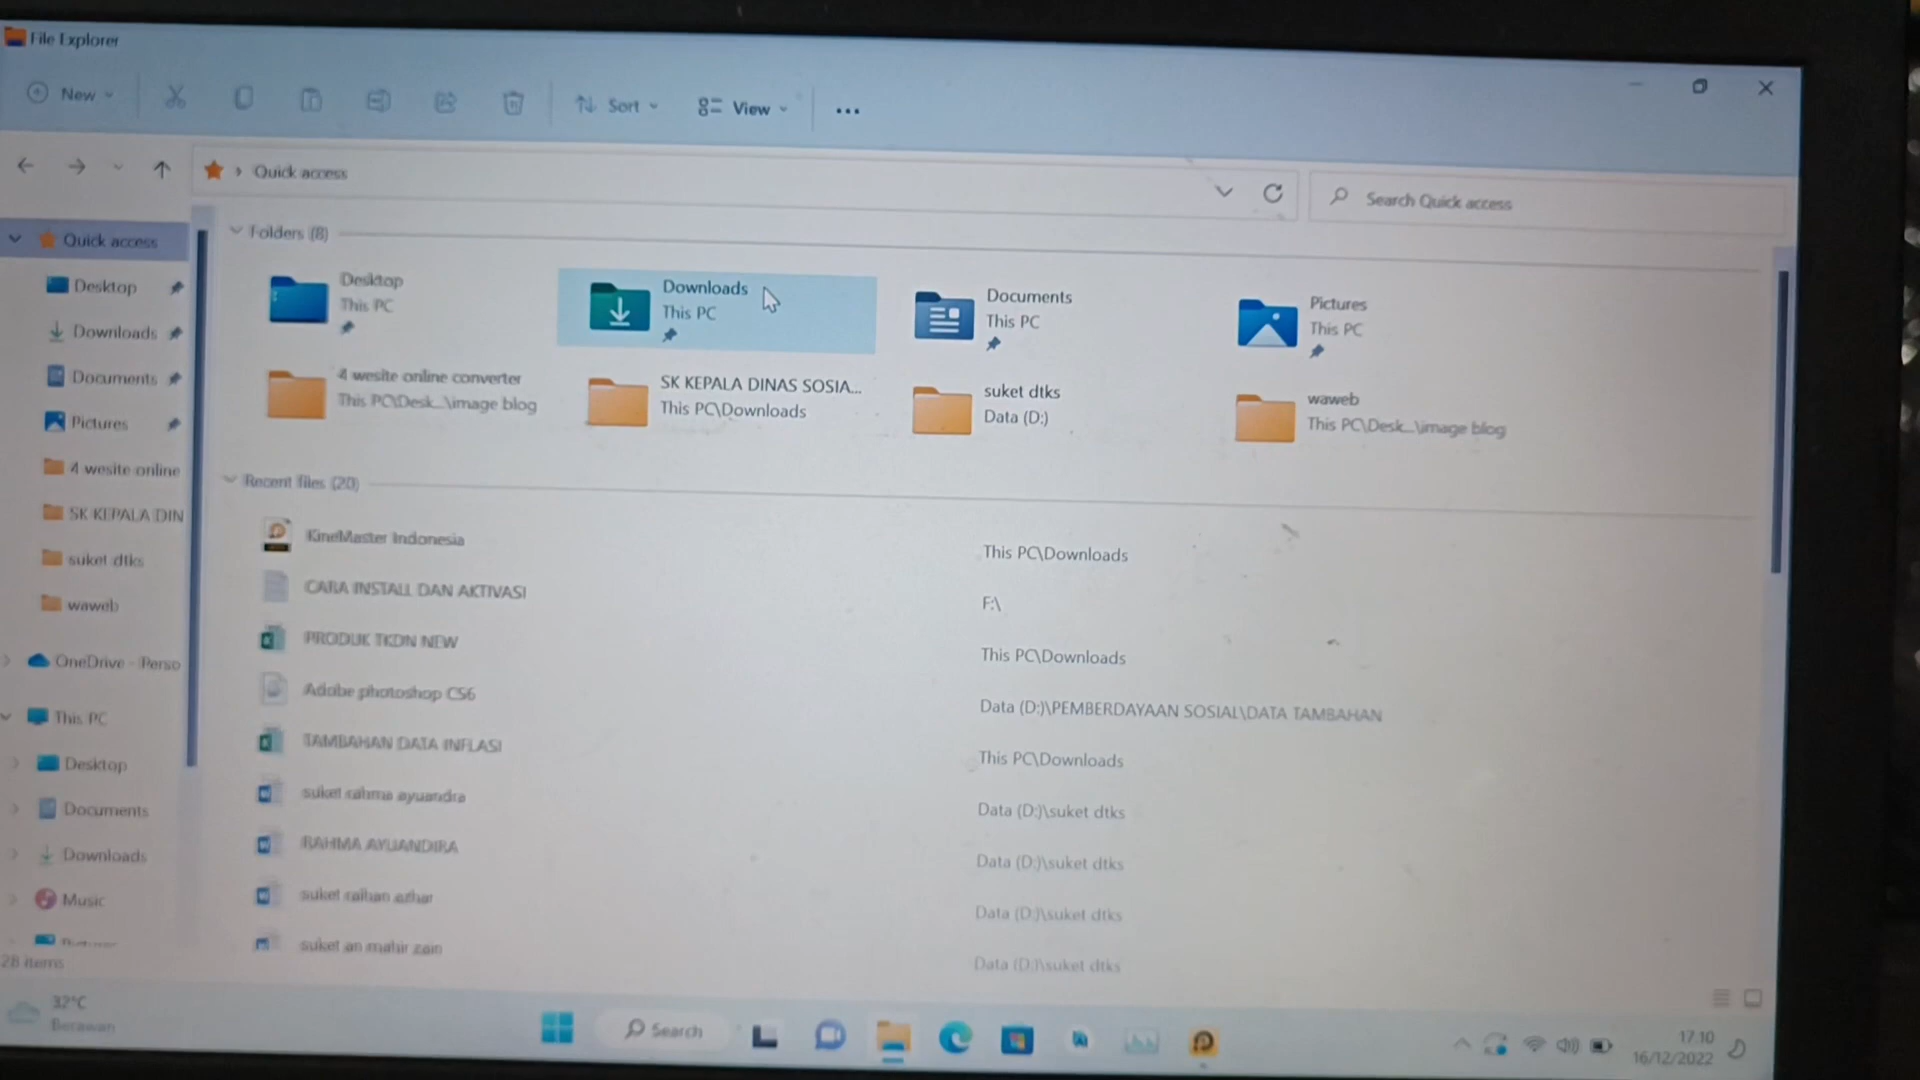 File Explorer
New
Sort
View
Quick access
Search Quick access
Quick access
Desktop
Downloads
Documents
Pictures
4 wesite online
SK KEPALA DIN
suket dtks
waweb
OneDrive - Perso
This PC
Desktop
Documents
Downloads
Music
28 items
Folders (8)
Desktop
This PC
Downloads
This PC
Documents
This PC
Pictures
This PC
4 wesite online converter
This PC\Desk...\image blog
SK KEPALA DINAS SOSIA...
This PC\Downloads
suket dtks
Data (D:)
waweb
This PC\Desk...\image blog
Recent files (20)
KineMaster Indonesia
This PC\Downloads
CARA INSTALL DAN AKTIVASI
F:\
PRODUK TKDN NEW
This PC\Downloads
Adobe photoshop CS6
Data (D:)\PEMBERDAYAAN SOSIAL\DATA TAMBAHAN
TAMBAHAN DATA INFLASI
This PC\Downloads
suket rahma ayuandra
Data (D:)\suket dtks
RAHMA AYUANDIRA
Data (D:)\suket dtks
suket raihan azhar
Data (D:)\suket dtks
suket an mahir zain
Data (D:)\suket dtks
32°C
Berawan
Search
17.10
16/12/2022